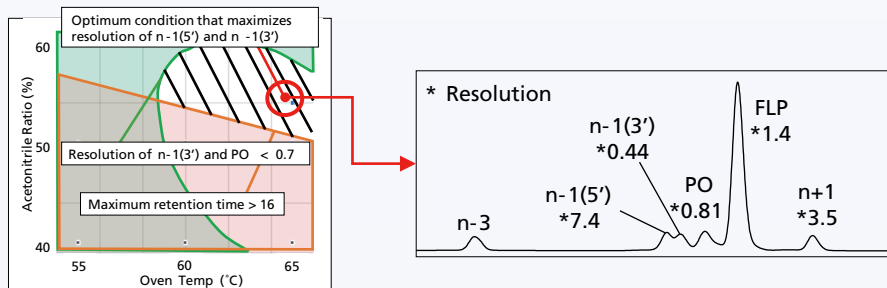 Optimum condition that maximizes
resolution of n-1(5’) and n -1(3’)
60
50
40
Acetonitrile Ratio (%)
Resolution of n-1(3’) and PO < 0.7
Maximum retention time > 16
55
60
65
Oven Temp (˚C)
* Resolution
n-3
n-1(5’)
*7.4
n-1(3’)
*0.44
PO
*0.81
FLP
*1.4
n+1
*3.5